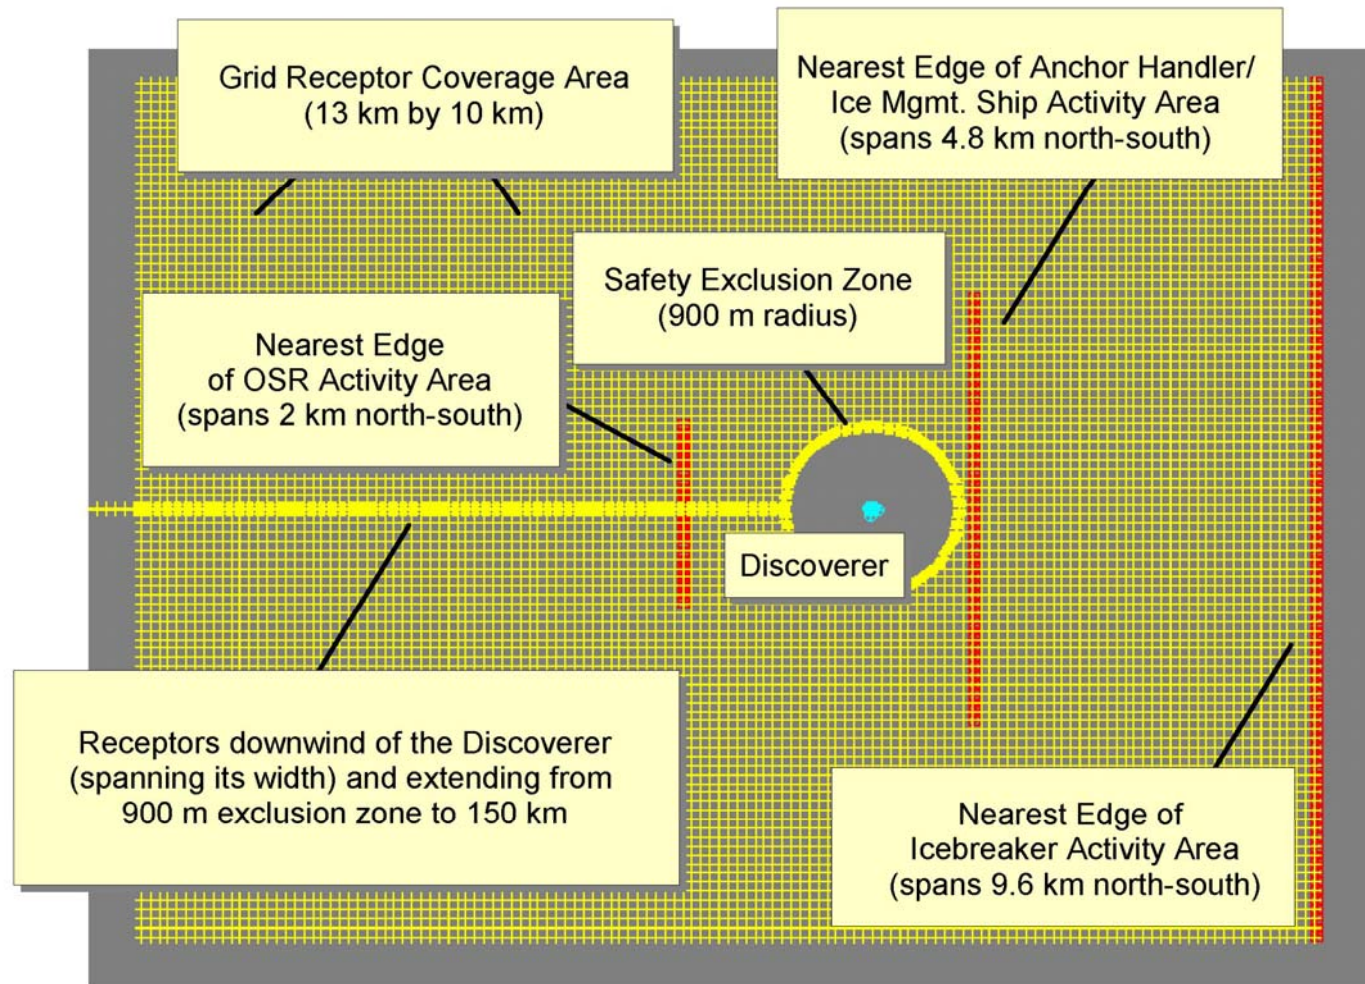 Grid Receptor Coverage Area
(13 km by 10 km)
Nearest Edge of Anchor Handler/
Ice Mgmt. Ship Activity Area
(spans 4.8 km north-south)
Safety Exclusion Zone
(900 m radius)
Nearest Edge
of OSR Activity Area
(spans 2 km north-south)
Discoverer
Receptors downwind of the Discoverer
(spanning its width) and extending from
900 m exclusion zone to 150 km
Nearest Edge of
Icebreaker Activity Area
(spans 9.6 km north-south)